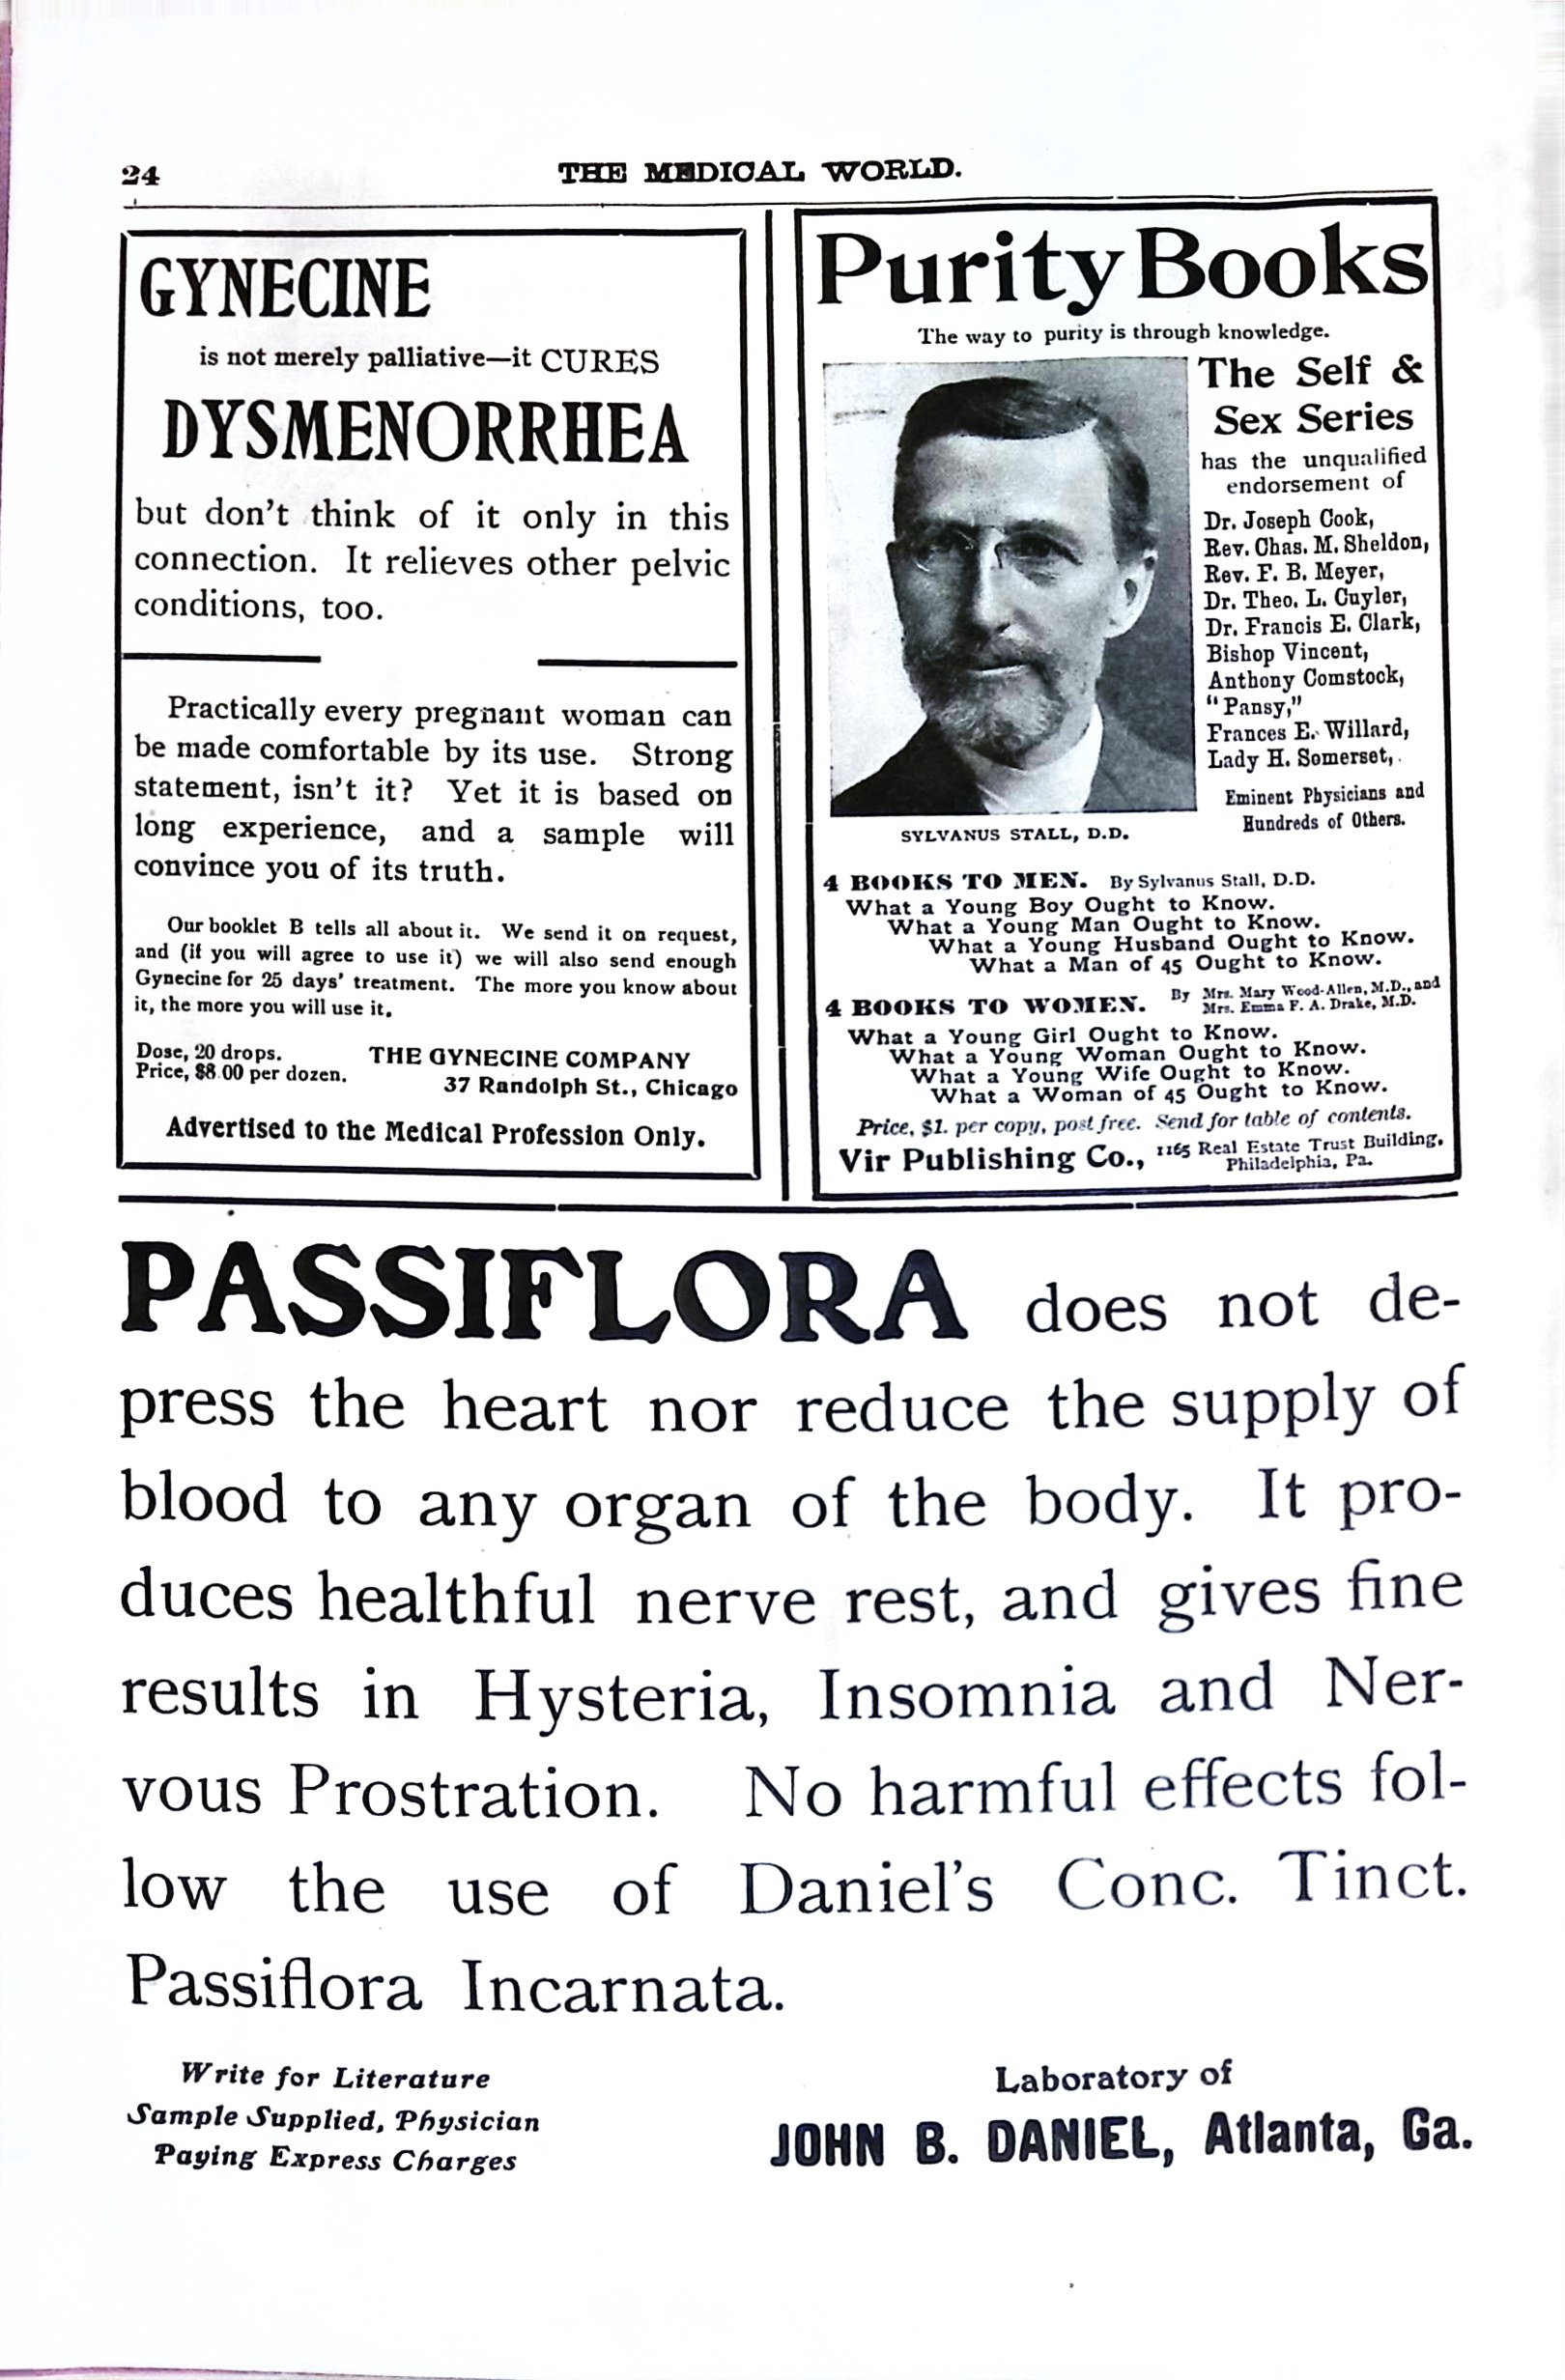 24
THE MEDICAL WORLD.
GYNECINE
is not merely palliative—it CURES
DYSMENORRHEA
but don't think of it only in this
connection. It relieves other pelvic
conditions, too.
Practically every pregnant woman can
be made comfortable by its use. Strong
statement, isn't it? Yet it is based on
long experience, and a sample will
convince you of its truth.
Our booklet B tells all about it. We send it on request,
and (if you will agree to use it) we will also send enough
Gynecine for 25 days' treatment. The more you know about
it, the more you will use it.
Dose, 20 drops.
Price, $8.00 per dozen.
THE GYNECINE COMPANY
37 Randolph St., Chicago
Advertised to the Medical Profession Only.
Purity Books
The way to purity is through knowledge.
The Self &
Sex Series
has the unqualified
endorsement of
Dr. Joseph Cook,
Rev. Chas. M. Sheldon,
Rev. F. B. Meyer,
Dr. Theo. L. Cuyler,
Dr. Francis E. Clark,
Bishop Vincent,
Anthony Comstock,
"Pansy,"
Frances E. Willard,
Lady H. Somerset,
Eminent Physicians and
Hundreds of Others.
SYLVANUS STALL, D.D.
4 BOOKS TO MEN. By Sylvanus Stall, D.D.
What a Young Boy Ought to Know.
What a Young Man Ought to Know.
What a Young Husband Ought to Know.
What a Man of 45 Ought to Know.
4 BOOKS TO WOMEN. By Mrs. Mary Wood-Allen, M.D., and
Mrs. Emma F. A. Drake, M.D.
What a Young Girl Ought to Know.
What a Young Woman Ought to Know.
What a Young Wife Ought to Know.
What a Woman of 45 Ought to Know.
Price, $1. per copy, post free. Send for table of contents.
Vir Publishing Co., 1165 Real Estate Trust Building,
Philadelphia, Pa.
PASSIFLORA does not de-
press the heart nor reduce the supply of
blood to any organ of the body. It pro-
duces healthful nerve rest, and gives fine
results in Hysteria, Insomnia and Ner-
vous Prostration. No harmful effects fol-
low the use of Daniel's Conc. Tinct.
Passiflora Incarnata.
Write for Literature
Sample Supplied, Physician
Paying Express Charges
Laboratory of
JOHN B. DANIEL, Atlanta, Ga.